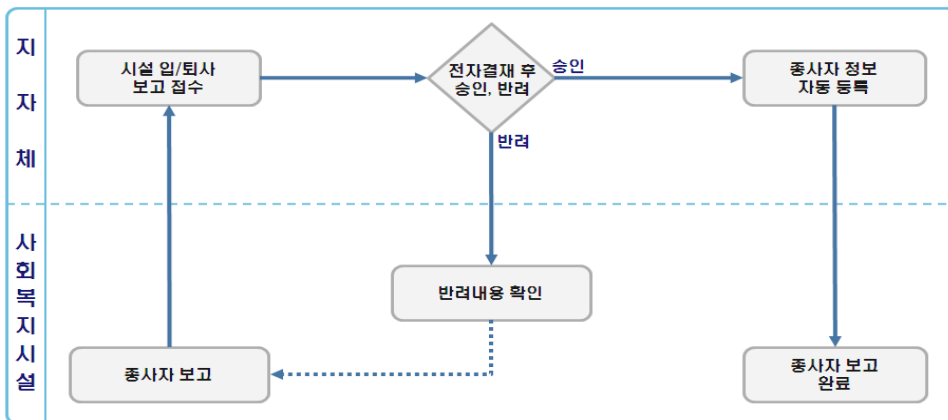 지
자
체
시설 입/퇴사
보고 접수
전자결재 후
승인, 반려
승인
종사자 정보
자동 등록
반려
사
회
복
지
시
설
반려내용 확인
종사자 보고
종사자 보고
완료